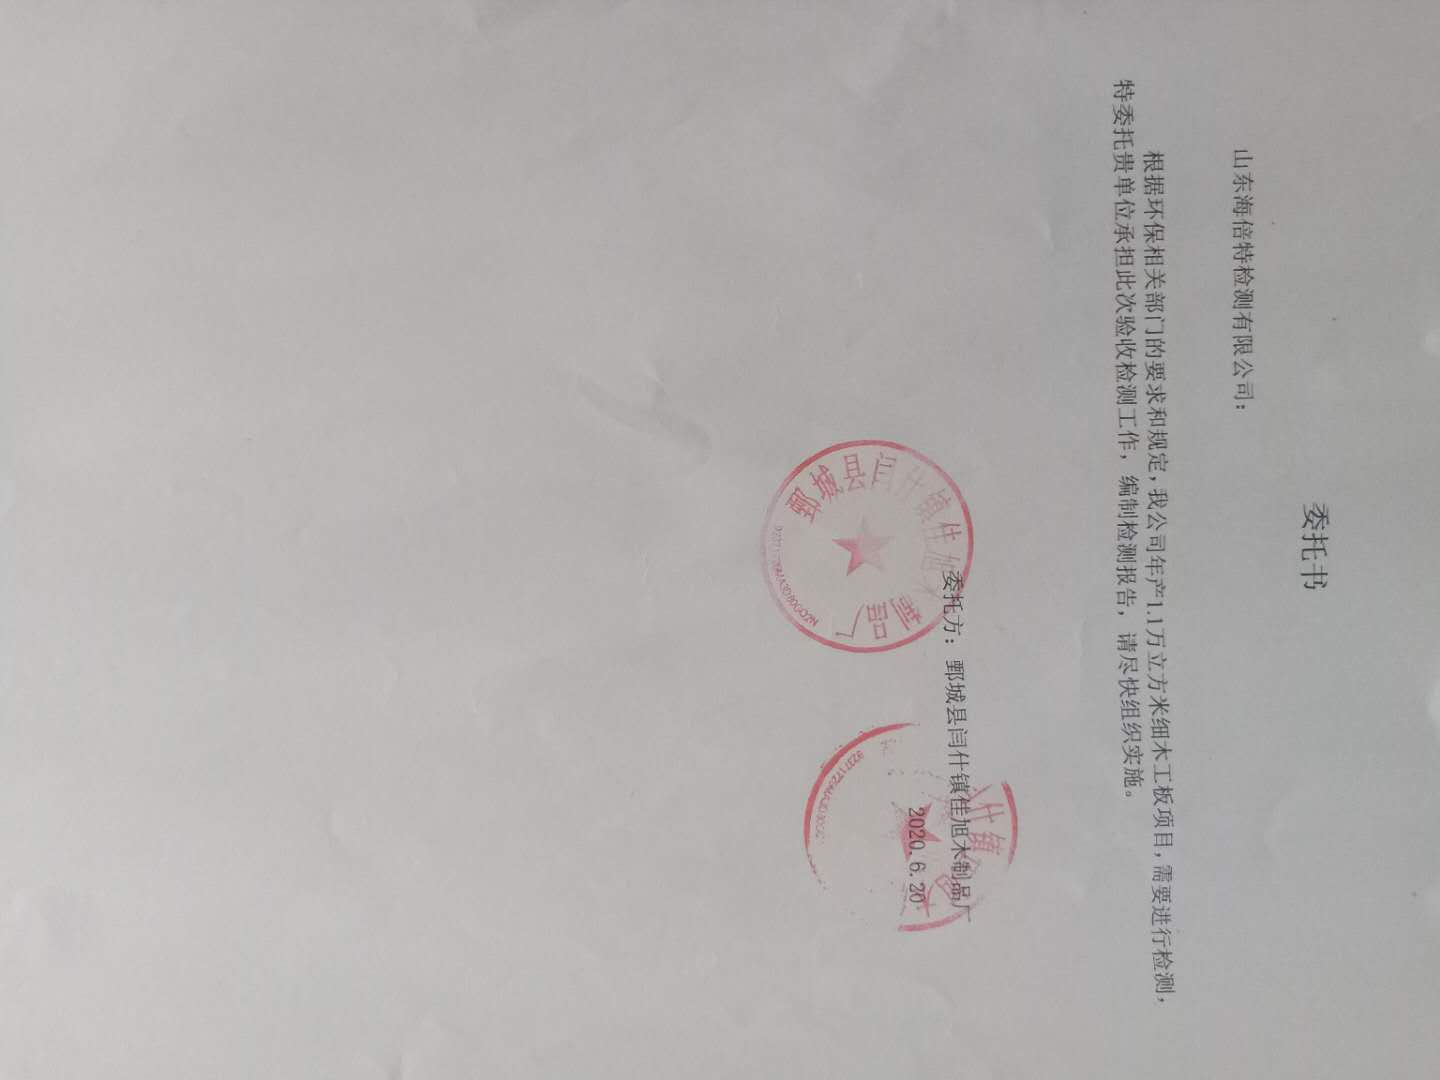 委托书
山东海倍特检测有限公司：
根据环保相关部门的要求和规定，我公司年产1.1万立方米细木工板项目，需要进行检测，
特委托贵单位承担此次验收检测工作，编制检测报告，请尽快组织实施。
委托方：鄄城县闫什镇佳旭木制品厂
2020.6.20
鄄城县闫什镇佳旭木制品厂
什镇